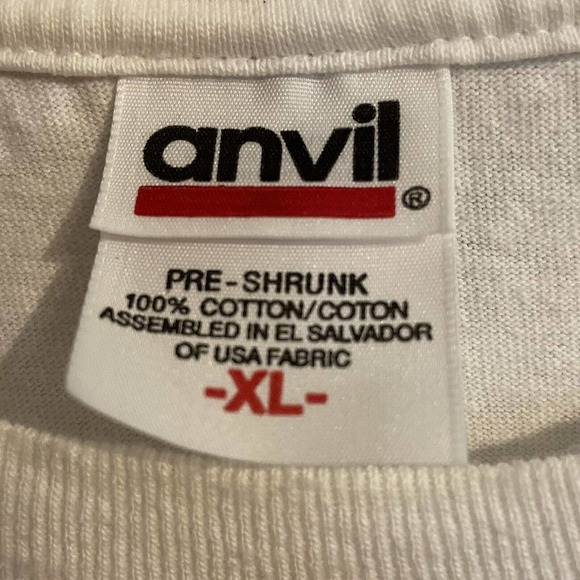 anvil®
PRE-SHRUNK
100% COTTON/COTON
ASSEMBLED IN EL SALVADOR
OF USA FABRIC
-XL-